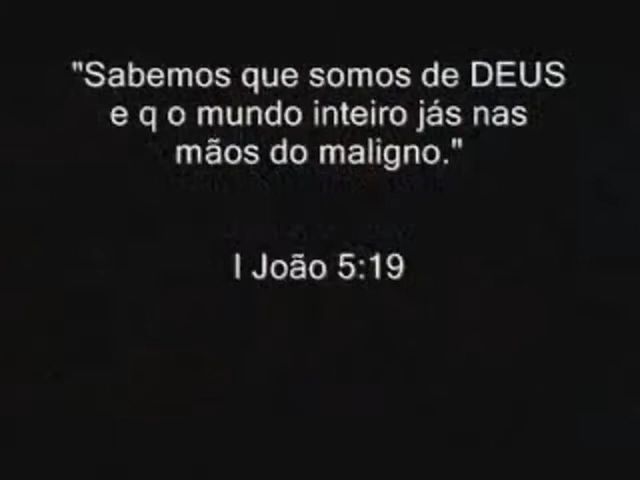 "Sabemos que somos de DEUS
e q o mundo inteiro jás nas
mãos do maligno."
I João 5:19